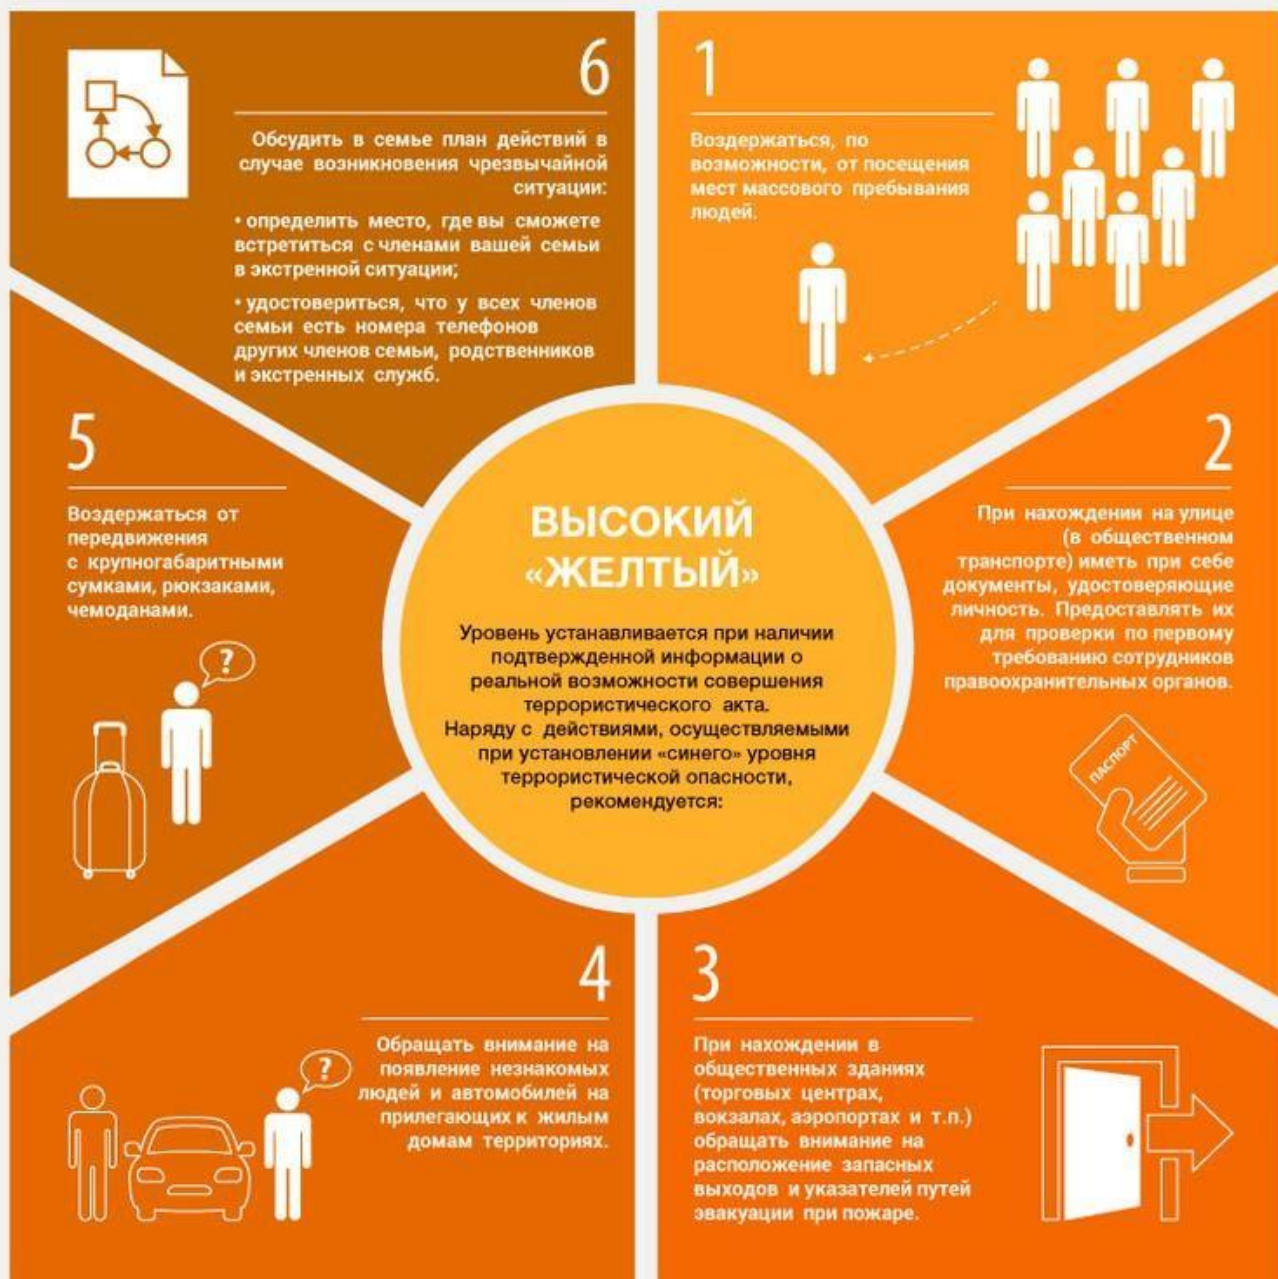 6
Обсудить в семье план действий в
случае возникновения чрезвычайной
ситуации:
• определить место, где вы сможете
встретиться с членами вашей семьи
в экстренной ситуации;
• удостовериться, что у всех членов
семьи есть номера телефонов
других членов семьи, родственников
и экстренных служб.
1
Воздержаться, по
возможности, от посещения
мест массового пребывания
людей.
5
Воздержаться от
передвижения
с крупногабаритными
сумками, рюкзаками,
чемоданами.
?
ВЫСОКИЙ
«ЖЕЛТЫЙ»
Уровень устанавливается при наличии
подтвержденной информации о
реальной возможности совершения
террористического акта.
Наряду с действиями, осуществляемыми
при установлении «синего» уровня
террористической опасности,
рекомендуется:
2
При нахождении на улице
(в общественном
транспорте) иметь при себе
документы, удостоверяющие
личность. Предоставлять их
для проверки по первому
требованию сотрудников
правоохранительных органов.
ПАСПОРТ
4
Обращать внимание на
появление незнакомых
людей и автомобилей на
прилегающих к жилым
домам территориях.
?
3
При нахождении в
общественных зданиях
(торговых центрах,
вокзалах, аэропортах и т.п.)
обращать внимание на
расположение запасных
выходов и указателей путей
эвакуации при пожаре.